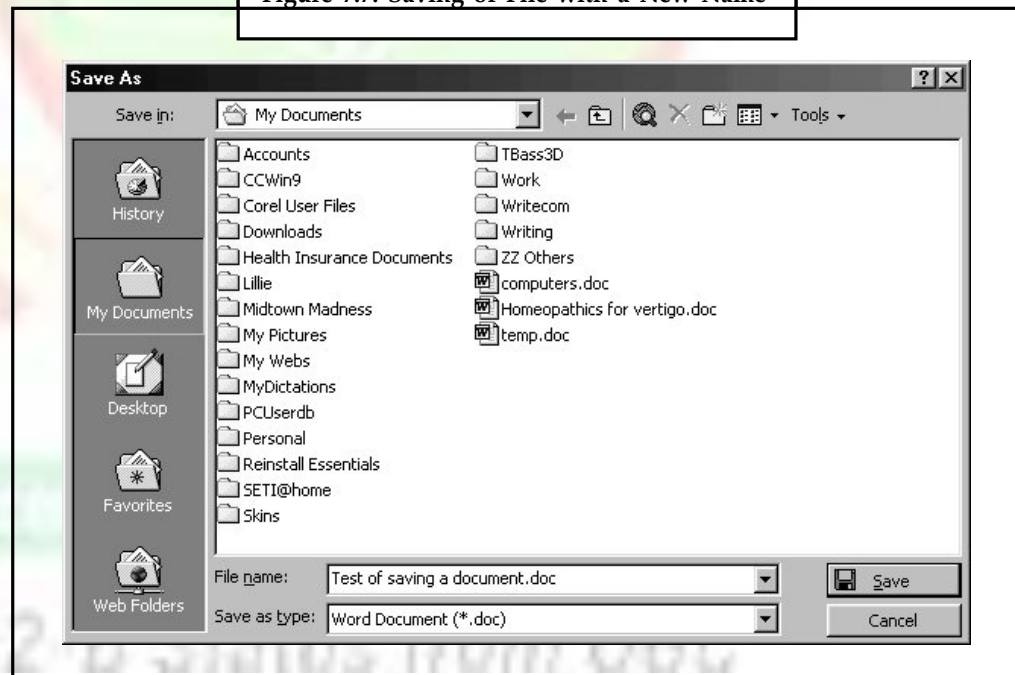 Figure 7.7: Saving of File with a New Name
Save As
Save in:
My Documents
Tools
History
My Documents
Desktop
Favorites
Web Folders
Accounts
CCWin9
Corel User Files
Downloads
Health Insurance Documents
Lillie
Midtown Madness
My Pictures
My Webs
MyDictations
PCUserdb
Personal
Reinstall Essentials
SETI@home
Skins
TBass3D
Work
Writecom
Writing
ZZ Others
computers.doc
Homeopathics for vertigo.doc
temp.doc
File name:
Test of saving a document.doc
Save
Save as type:
Word Document (*.doc)
Cancel